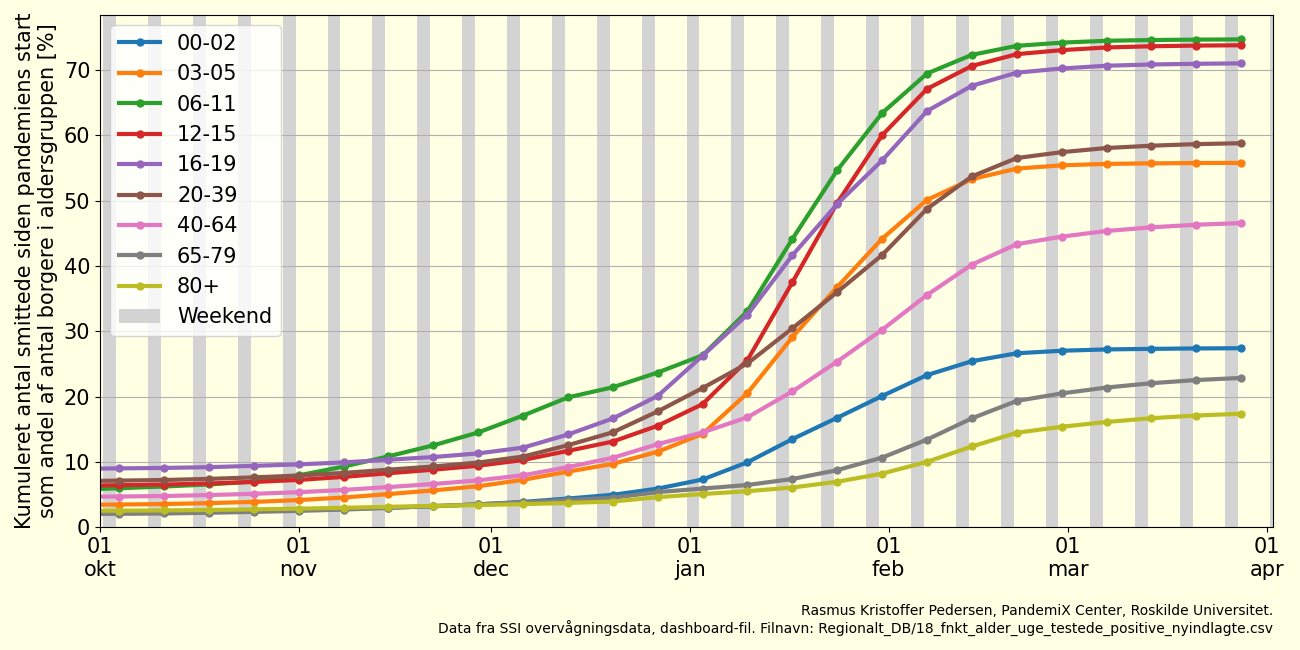 Kumuleret antal smittede siden pandemiens start
som andel af antal borgere i aldersgruppen [%]
70
60
50
40
30
20
10
0
00-02
03-05
06-11
12-15
16-19
20-39
40-64
65-79
80+
Weekend
01 01 01 01 01 01 01
okt nov dec jan feb mar apr
Rasmus Kristoffer Pedersen, PandemiX Center, Roskilde Universitet.
Data fra SSI overvågningsdata, dashboard-fil. Filnavn: Regionalt_DB/18_fnkt_alder_uge_testede_positive_nyindlagte.csv